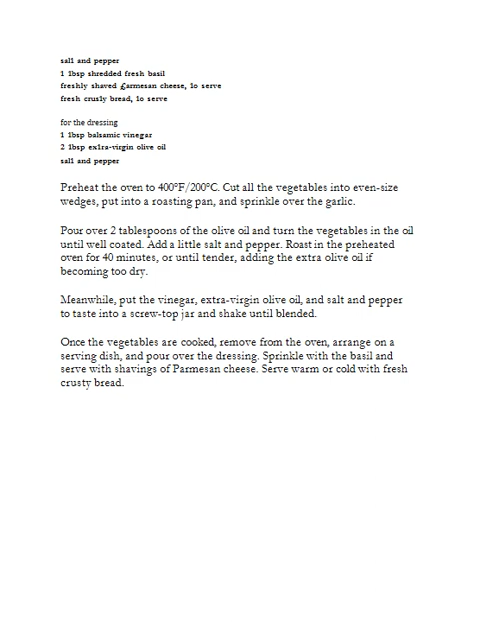 salt and pepper
1 tbsp shredded fresh basil
freshly shaved Parmesan cheese, to serve
fresh crusty bread, to serve
for the dressing
1 tbsp balsamic vinegar
2 tbsp extra-virgin olive oil
salt and pepper
Preheat the oven to 400°F/200°C. Cut all the vegetables into even-size
wedges, put into a roasting pan, and sprinkle over the garlic.
Pour over 2 tablespoons of the olive oil and turn the vegetables in the oil
until well coated. Add a little salt and pepper. Roast in the preheated
oven for 40 minutes, or until tender, adding the extra olive oil if
becoming too dry.
Meanwhile, put the vinegar, extra-virgin olive oil, and salt and pepper
to taste into a screw-top jar and shake until blended.
Once the vegetables are cooked, remove from the oven, arrange on a
serving dish, and pour over the dressing. Sprinkle with the basil and
serve with shavings of Parmesan cheese. Serve warm or cold with fresh
crusty bread.